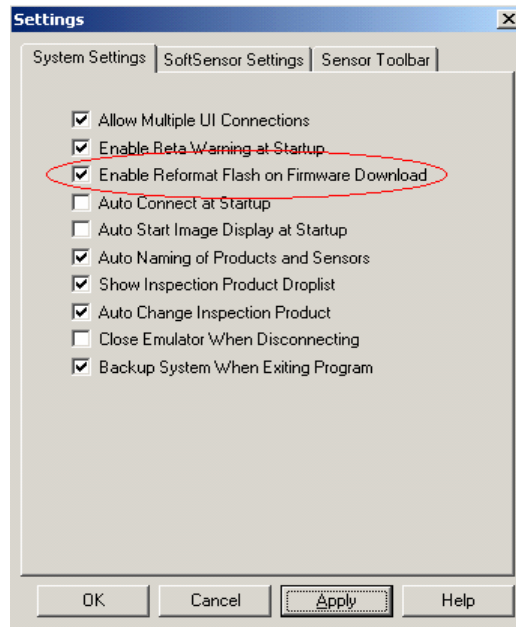 Settings
System Settings SoftSensor Settings Sensor Toolbar
Allow Multiple UI Connections
Enable Beta Warning at Startup
Enable Reformat Flash on Firmware Download
Auto Connect at Startup
Auto Start Image Display at Startup
Auto Naming of Products and Sensors
Show Inspection Product Droplist
Auto Change Inspection Product
Close Emulator When Disconnecting
Backup System When Exiting Program
OK Cancel Apply Help